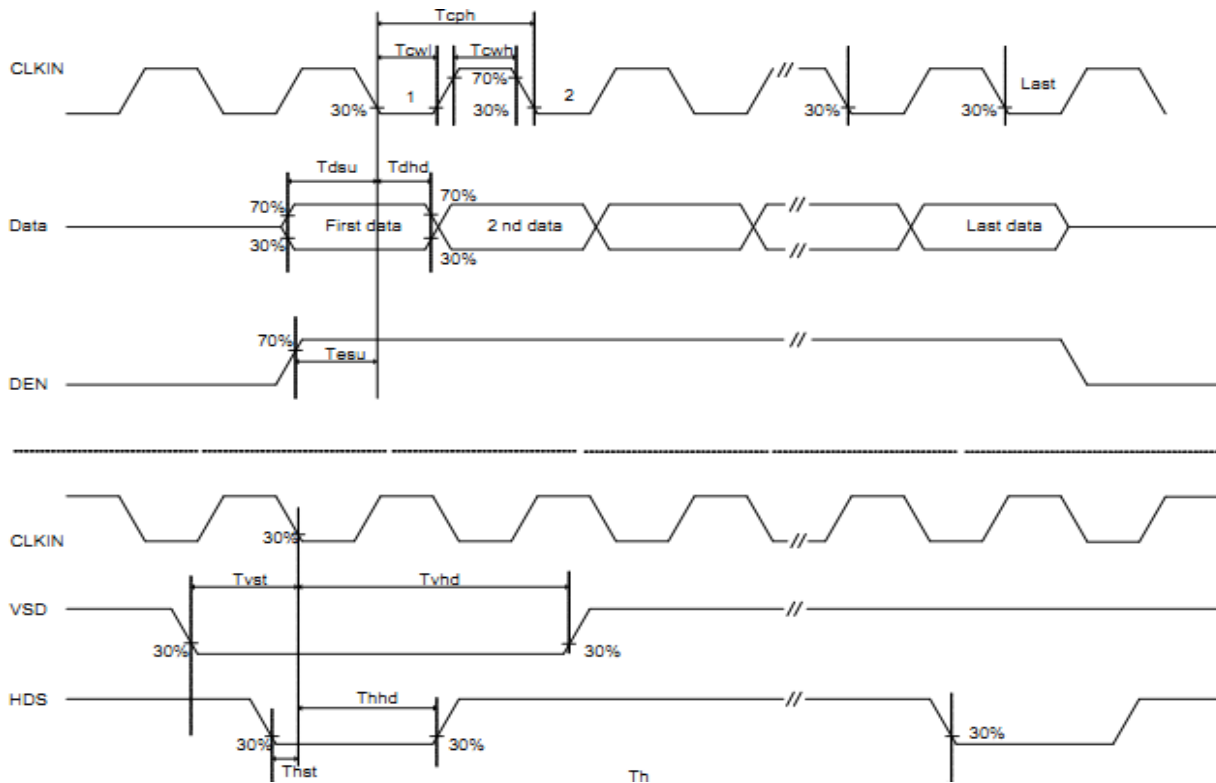 Tcph
Tcwl Tcwh
CLKIN
70%
//
Last
30% 1 30% 2 30% 30%
Tdsu Tdhd
70% 70%
Data First data 2 nd data // Last data
30% 30%
//
70%
//
Tesu
DEN
CLKIN 30% //
Tvst Tvhd
VSD //
30% 30%
HDS Thhd //
30% 30% 30%
Thst Th